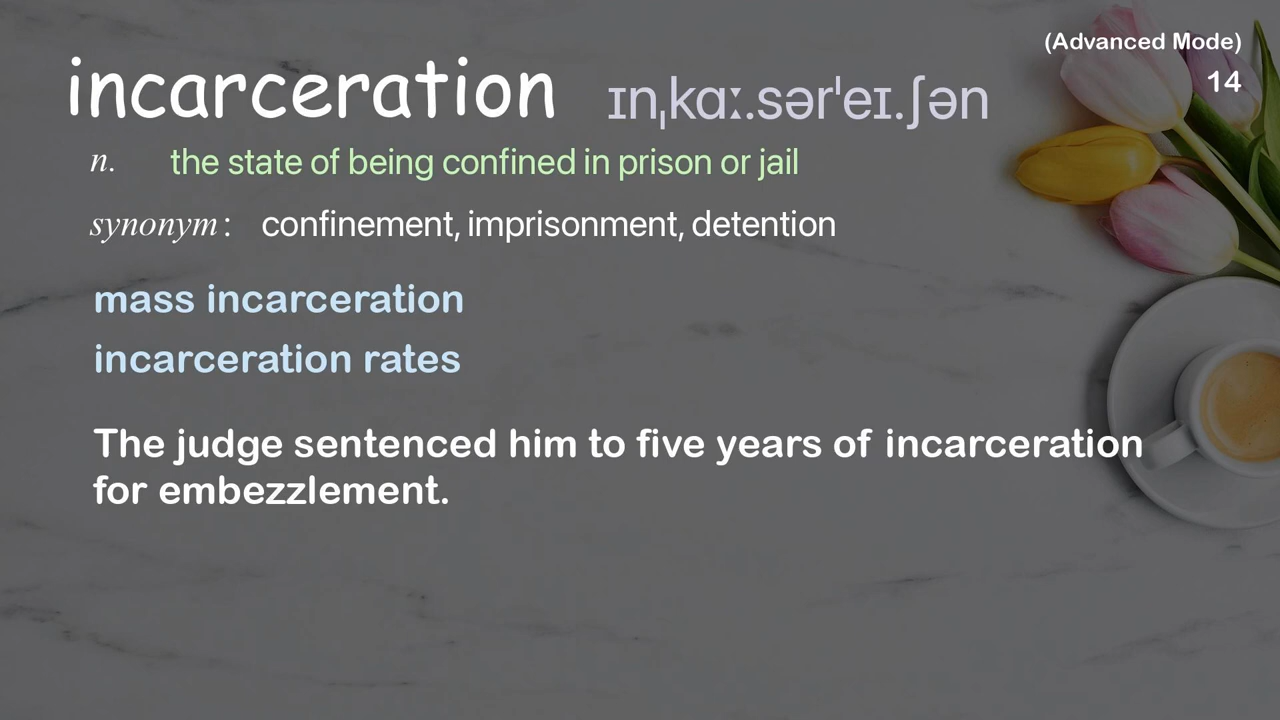 (Advanced Mode)
14
incarceration ɪnˌkɑː.sərˈeɪ.ʃən
n. the state of being confined in prison or jail
synonym: confinement, imprisonment, detention
mass incarceration
incarceration rates
The judge sentenced him to five years of incarceration
for embezzlement.